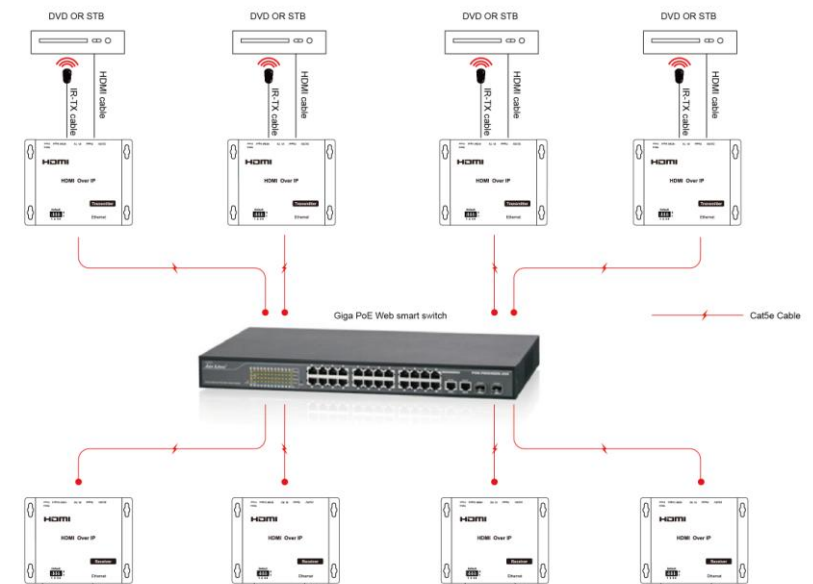 DVD OR STB
DVD OR STB
DVD OR STB
DVD OR STB
IR-TX cable
HDMI cable
IR-TX cable
HDMI cable
IR-TX cable
HDMI cable
IR-TX cable
HDMI cable
HDMI
HDMI Over IP
Transmitter
Ethernet
HDMI
HDMI Over IP
Transmitter
Ethernet
HDMI
HDMI Over IP
Transmitter
Ethernet
HDMI
HDMI Over IP
Transmitter
Ethernet
Giga PoE Web smart switch
Cat5e Cable
HDMI
HDMI Over IP
Receiver
Ethernet
HDMI
HDMI Over IP
Receiver
Ethernet
HDMI
HDMI Over IP
Receiver
Ethernet
HDMI
HDMI Over IP
Receiver
Ethernet